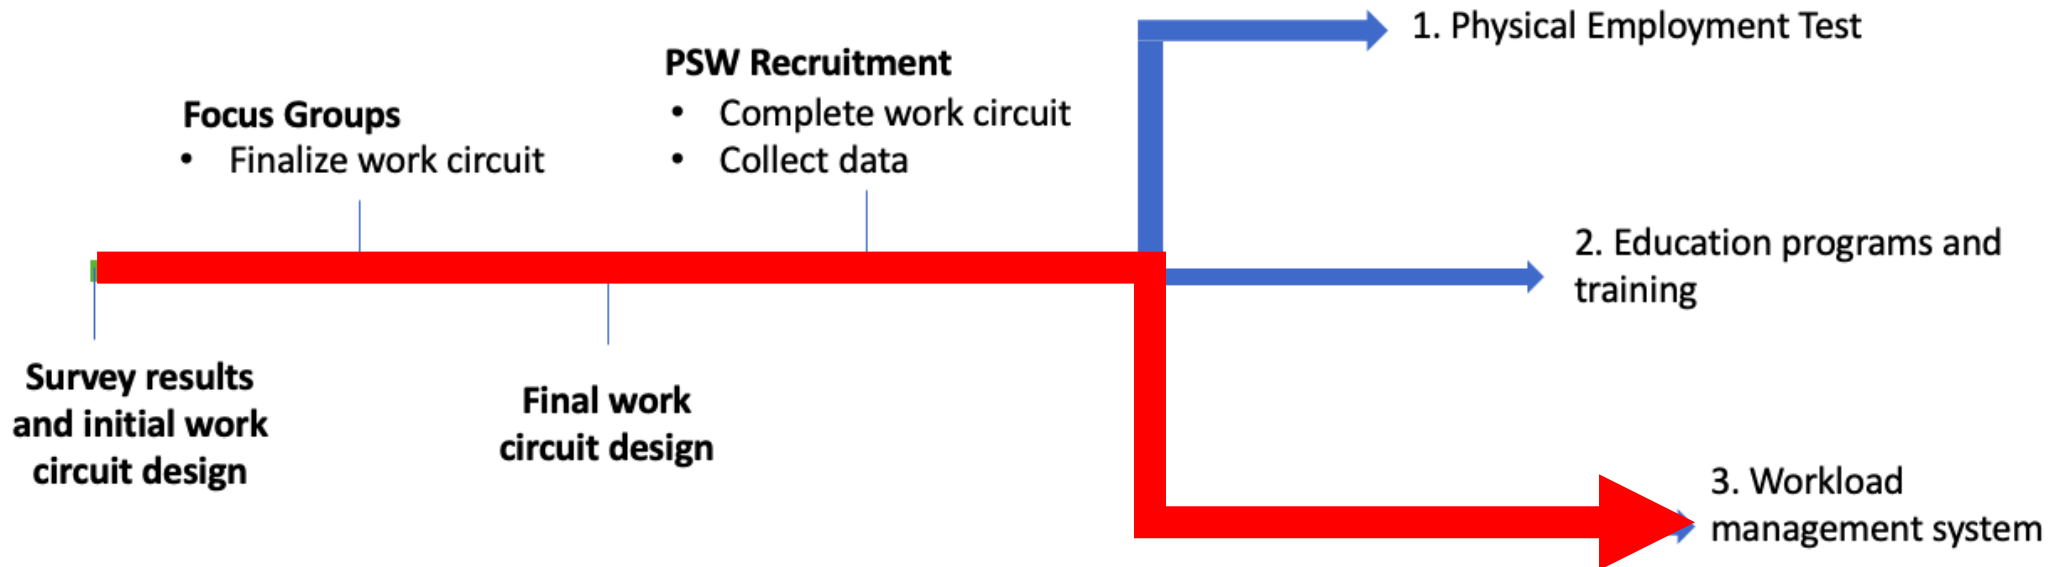 1. Physical Employment Test
PSW Recruitment
• Complete work circuit
• Collect data
Focus Groups
• Finalize work circuit
2. Education programs and
training
Survey results
and initial work
circuit design
Final work
circuit design
3. Workload
management system